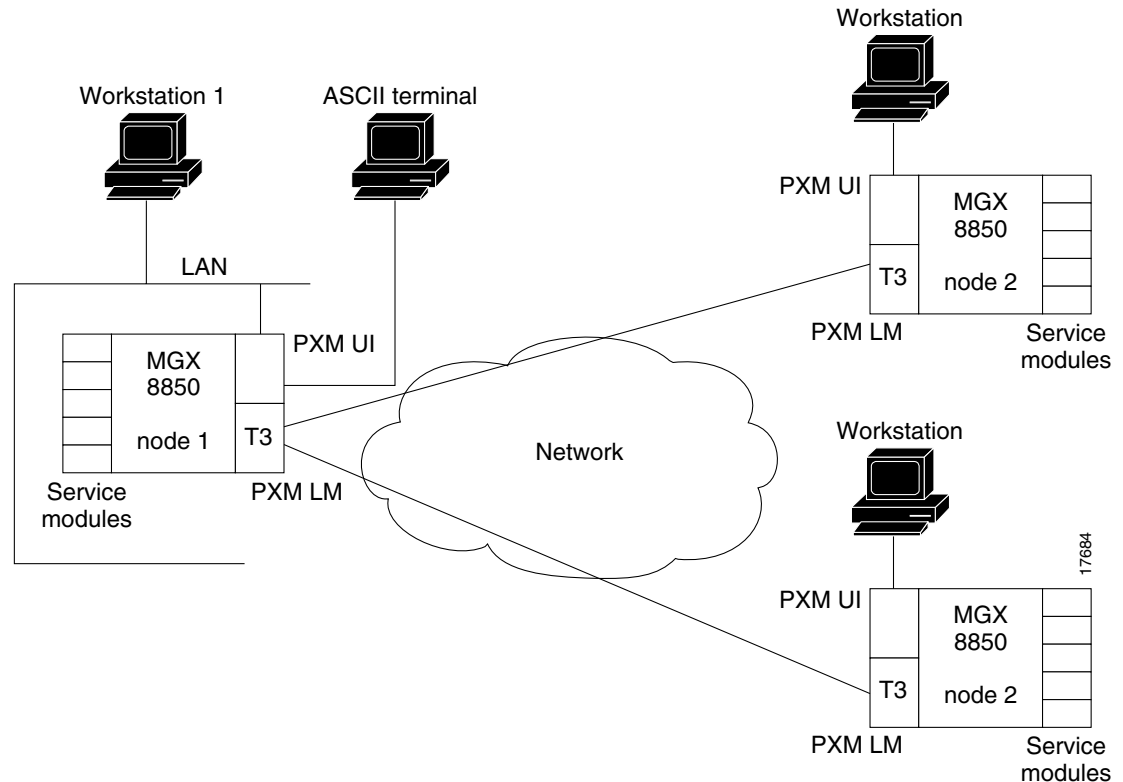 Workstation
Workstation 1
ASCII terminal
PXM UI
MGX
8850
node 2
T3
PXM LM
Service
modules
LAN
PXM UI
MGX
8850
node 1
T3
PXM LM
Service
modules
Network
Workstation
17684
PXM UI
MGX
8850
node 2
T3
PXM LM
Service
modules